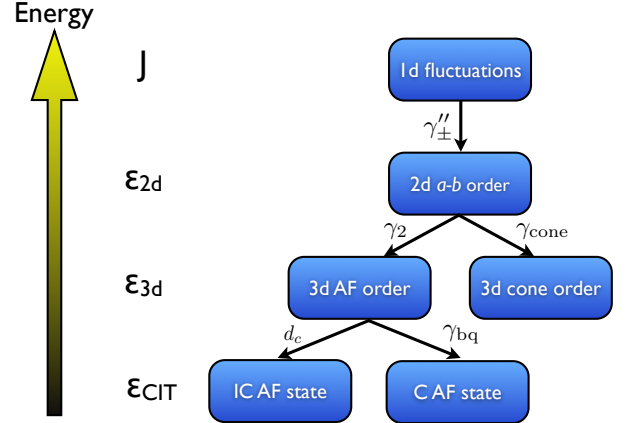 Energy
J
1d fluctuations
γ″±
ε2d
2d a-b order
γ2
γcone
ε3d
3d AF order
3d cone order
dc
γbq
εCIT
IC AF state
C AF state